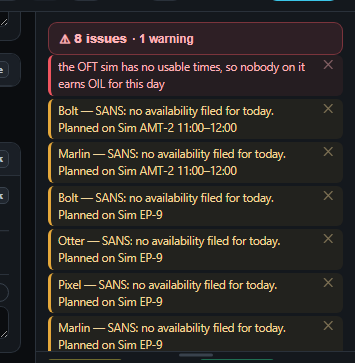 ⚠ 8 issues · 1 warning
the OFT sim has no usable times, so nobody on it
earns OIL for this day
Bolt — SANS: no availability filed for today.
Planned on Sim AMT-2 11:00–12:00
Marlin — SANS: no availability filed for today.
Planned on Sim AMT-2 11:00–12:00
Bolt — SANS: no availability filed for today.
Planned on Sim EP-9
Otter — SANS: no availability filed for today.
Planned on Sim EP-9
Pixel — SANS: no availability filed for today.
Planned on Sim EP-9
Marlin — SANS: no availability filed for today.
Planned on Sim EP-9